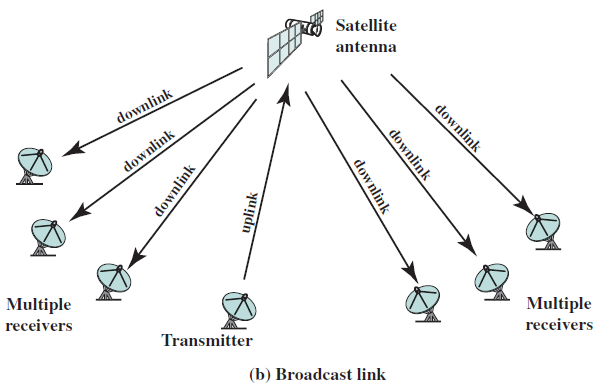 Satellite
antenna
downlink
downlink
downlink
uplink
downlink
downlink
downlink
Multiple
receivers
Transmitter
Multiple
receivers
(b) Broadcast link